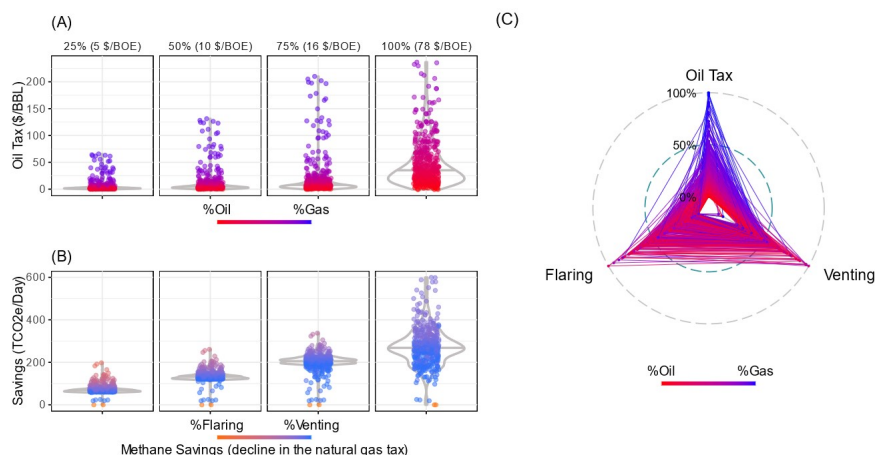 (A)
25% (5 $/BOE) 50% (10 $/BOE) 75% (16 $/BOE) 100% (78 $/BOE)
Oil Tax ($/BBL)
200
150
100
50
0
%Oil %Gas
(B)
Savings (TCO2e/Day)
600
400
200
0
%Flaring %Venting
Methane Savings (decline in the natural gas tax)
(C)
Oil Tax
100%
50%
0%
Flaring Venting
%Oil %Gas